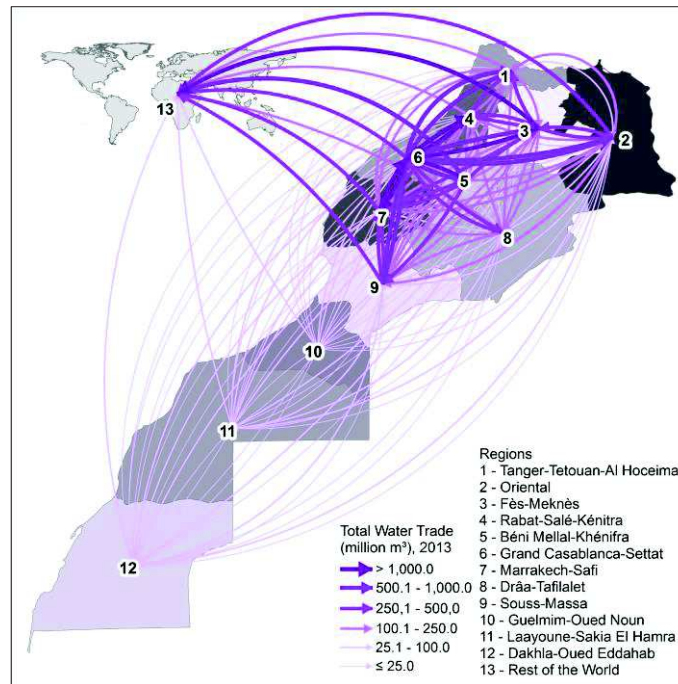 1
13
4
3
2
6
5
7
8
9
10
11
12
Total Water Trade
(million m³), 2013
> 1,000.0
500.1 - 1,000.0
250,1 - 500,0
100.1 - 250.0
25.1 - 100.0
≤ 25.0
Regions
1 - Tanger-Tetouan-Al Hoceima
2 - Oriental
3 - Fès-Meknès
4 - Rabat-Salé-Kénitra
5 - Béni Mellal-Khénifra
6 - Grand Casablanca-Settat
7 - Marrakech-Safi
8 - Drâa-Tafilalet
9 - Souss-Massa
10 - Guelmim-Oued Noun
11 - Laayoune-Sakia El Hamra
12 - Dakhla-Oued Eddahab
13 - Rest of the World